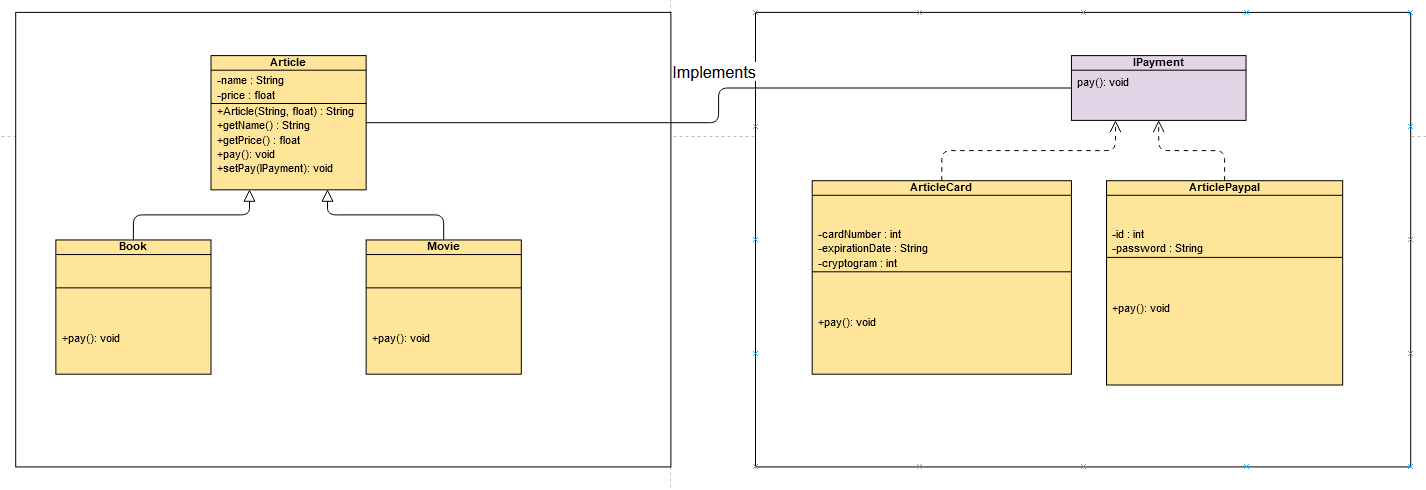 Article
-name : String
-price : float
+Article(String, float) : String
+getName() : String
+getPrice() : float
+pay(): void
+setPay(IPayment): void
Book
+pay(): void
Movie
+pay(): void
Implements
IPayment
pay(): void
ArticleCard
-cardNumber : int
-expirationDate : String
-cryptogram : int
+pay(): void
ArticlePaypal
-id : int
-password : String
+pay(): void